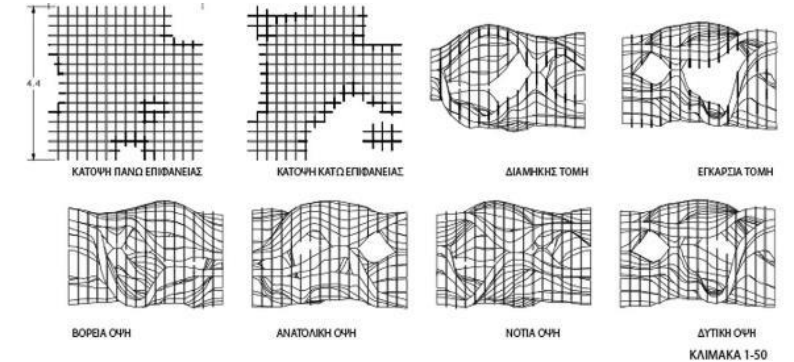 4.4
ΚΑΤΟΨΗ ΠΑΝΩ ΕΠΙΦΑΝΕΙΑΣ
ΚΑΤΟΨΗ ΚΑΤΩ ΕΠΙΦΑΝΕΙΑΣ
ΔΙΑΜΗΚΗΣ ΤΟΜΗ
ΕΓΚΑΡΣΙΑ ΤΟΜΗ
ΒΟΡΕΙΑ ΟΨΗ
ΑΝΑΤΟΛΙΚΗ ΟΨΗ
ΝΟΤΙΑ ΟΨΗ
ΔΥΤΙΚΗ ΟΨΗ
ΚΛΙΜΑΚΑ 1-50